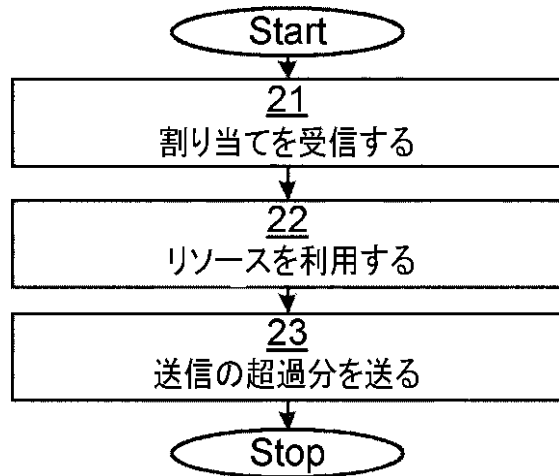 Start
21
割り当てを受信する
22
リソースを利用する
23
送信の超過分を送る
Stop